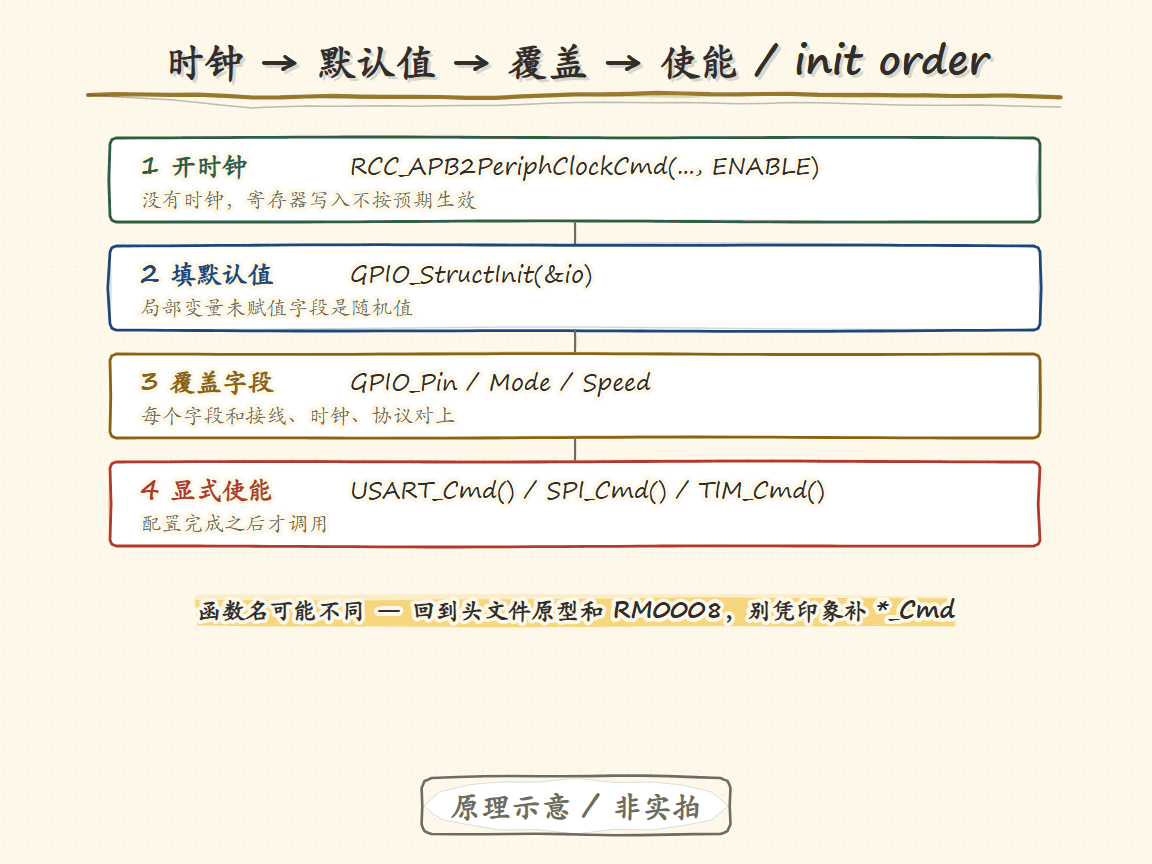 时钟 → 默认值 → 覆盖 → 使能 / init order
1 开时钟 RCC_APB2PeriphClockCmd(..., ENABLE)
没有时钟，寄存器写入不按预期生效
2 填默认值 GPIO_StructInit(&io)
局部变量未赋值字段是随机值
3 覆盖字段 GPIO_Pin / Mode / Speed
每个字段和接线、时钟、协议对上
4 显式使能 USART_Cmd() / SPI_Cmd() / TIM_Cmd()
配置完成之后才调用
函数名可能不同 — 回到头文件原型和 RM0008，别凭印象补 *_Cmd
原理示意 / 非实拍